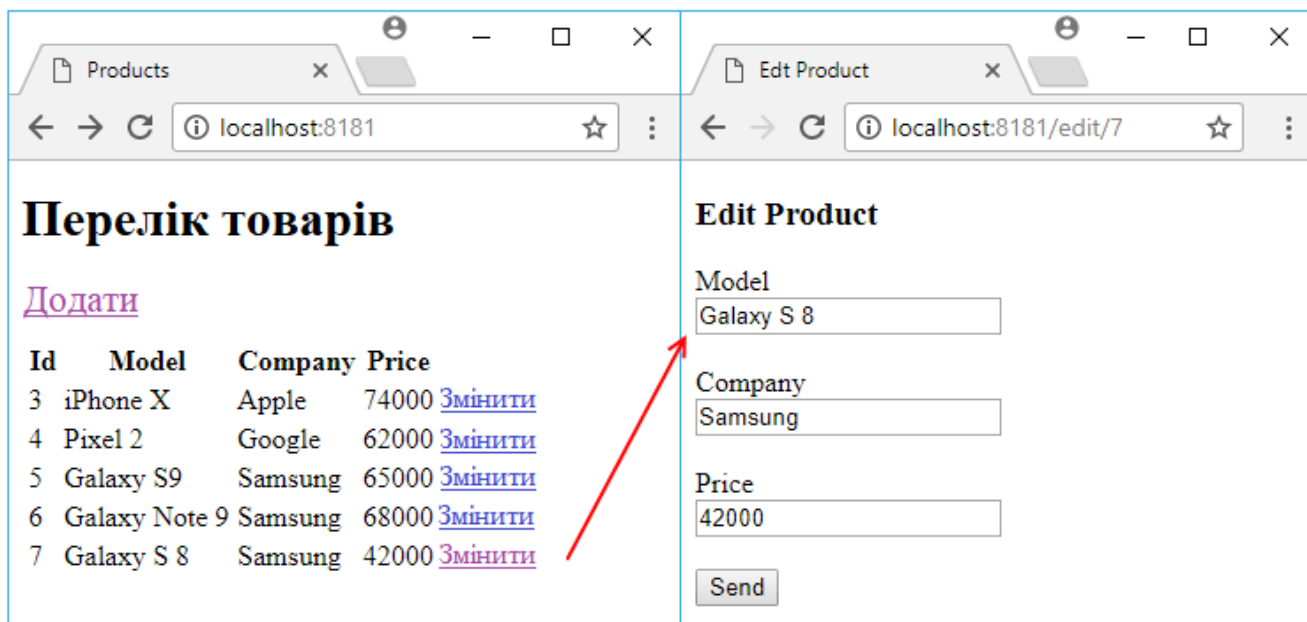 Products
localhost:8181
Перелік товарів
Додати
Id Model Company Price
3 iPhone X Apple 74000 Змінити
4 Pixel 2 Google 62000 Змінити
5 Galaxy S9 Samsung 65000 Змінити
6 Galaxy Note 9 Samsung 68000 Змінити
7 Galaxy S 8 Samsung 42000 Змінити
Edt Product
localhost:8181/edit/7
Edit Product
Model
Galaxy S 8
Company
Samsung
Price
42000
Send